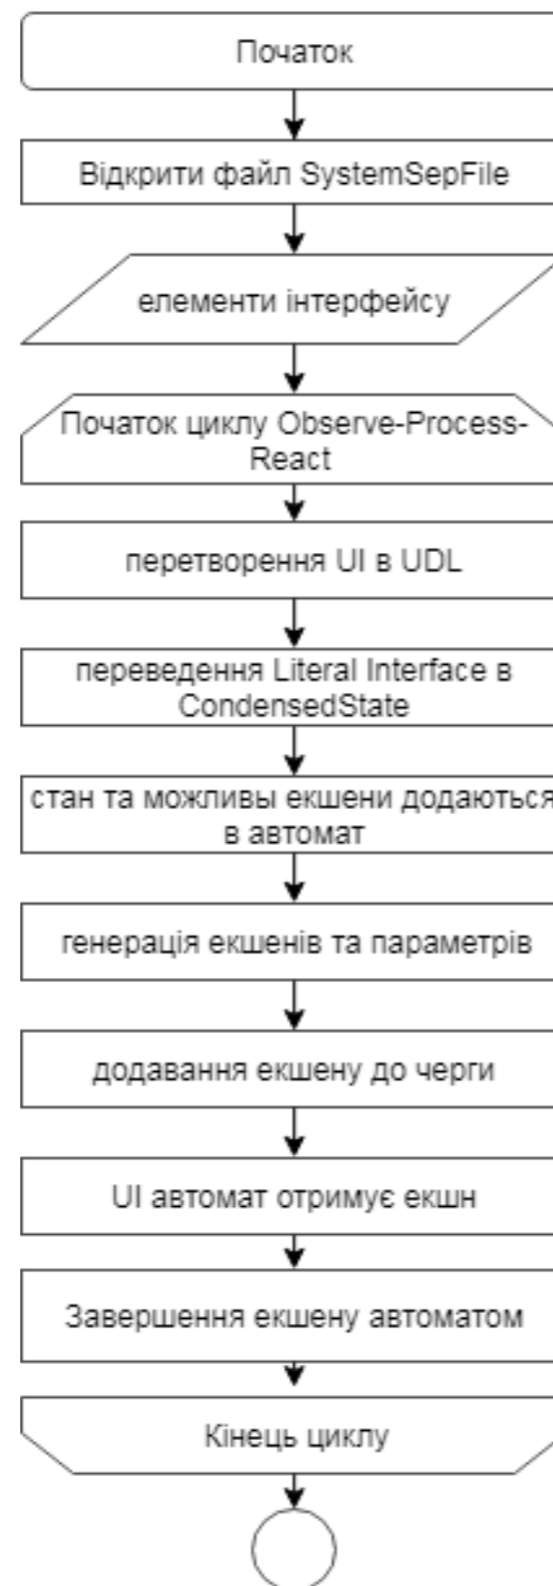 Початок
Відкрити файл SystemSepFile
елементи інтерфейсу
Початок циклу Observe-Process-
React
перетворення UI в UDL
переведення Literal Interface в
CondensedState
стан та можливы екшени додаються
в автомат
генерація екшенів та параметрів
додавання екшену до черги
UI автомат отримує екшн
Завершення екшену автоматом
Кінець циклу